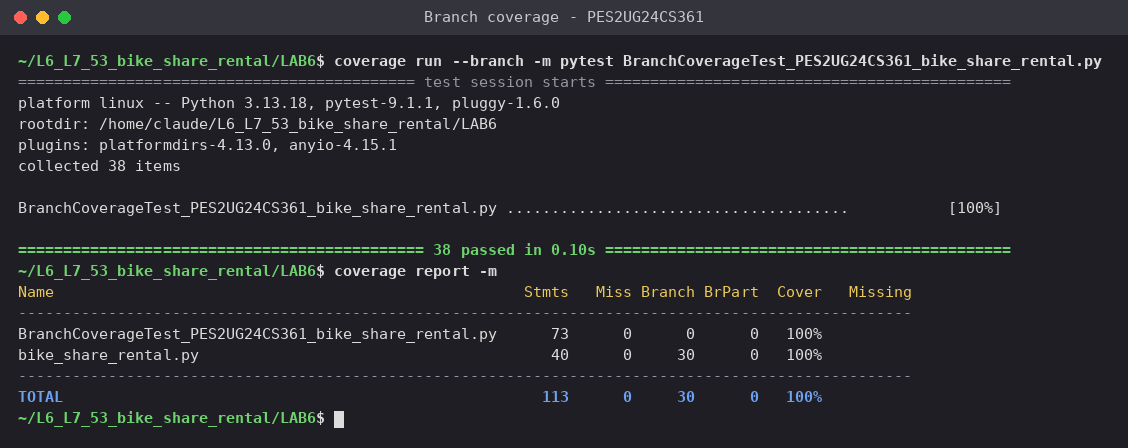 Branch coverage - PES2UG24CS361
~/L6_L7_53_bike_share_rental/LAB6$ coverage run --branch -m pytest BranchCoverageTest_PES2UG24CS361_bike_share_rental.py
============================================ test session starts =============================================
platform linux -- Python 3.13.18, pytest-9.1.1, pluggy-1.6.0
rootdir: /home/claude/L6_L7_53_bike_share_rental/LAB6
plugins: platformdirs-4.13.0, anyio-4.15.1
collected 38 items
BranchCoverageTest_PES2UG24CS361_bike_share_rental.py ......................................           [100%]
============================================= 38 passed in 0.10s =============================================
~/L6_L7_53_bike_share_rental/LAB6$ coverage report -m
Name                                                    Stmts   Miss Branch BrPart  Cover   Missing
---------------------------------------------------------------------------------------------------
BranchCoverageTest_PES2UG24CS361_bike_share_rental.py      73      0      0      0   100%
bike_share_rental.py                                       40      0     30      0   100%
---------------------------------------------------------------------------------------------------
TOTAL                                                     113      0     30      0   100%
~/L6_L7_53_bike_share_rental/LAB6$